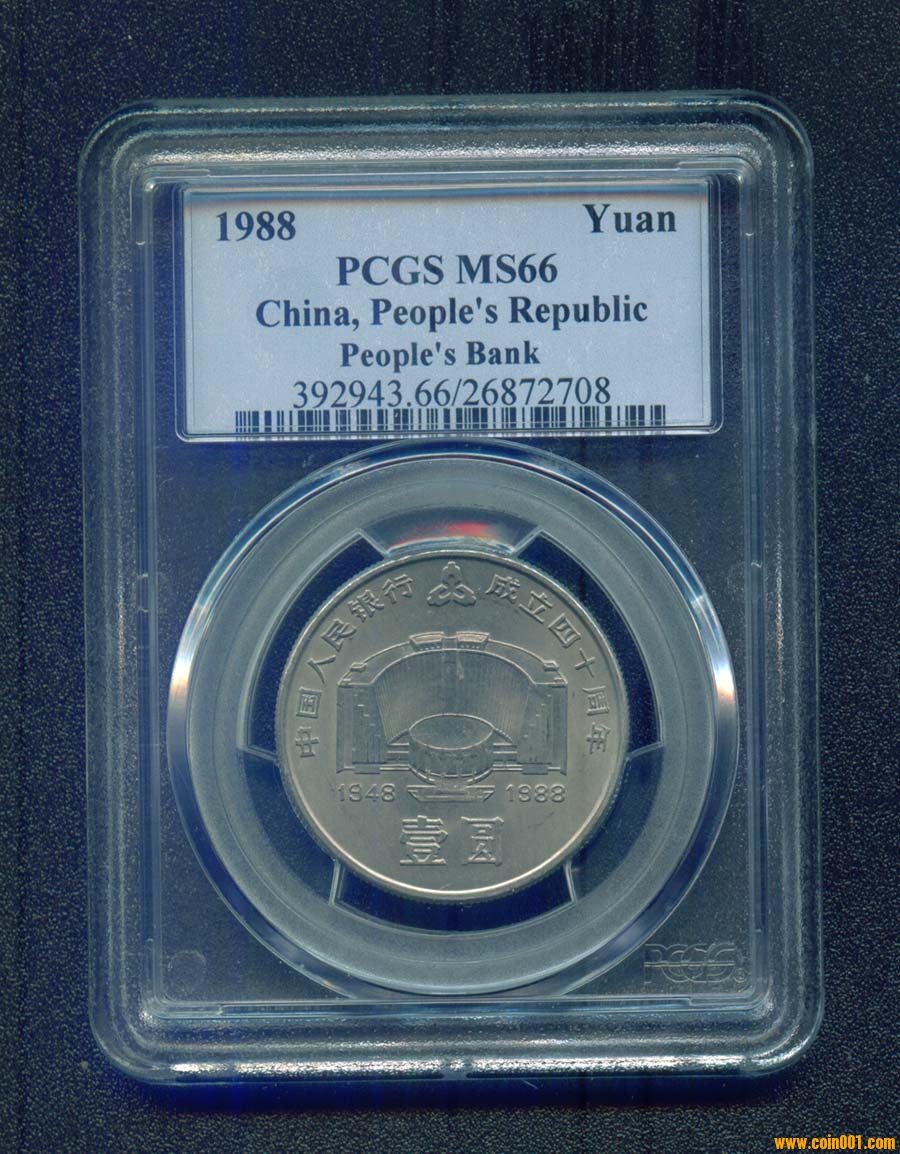 1988 Yuan
PCGS MS66
China, People's Republic
People's Bank
392943.66/26872708
中国人民银行 成立四十周年
1948 1988
壹圆
PCGS
www.coin001.com